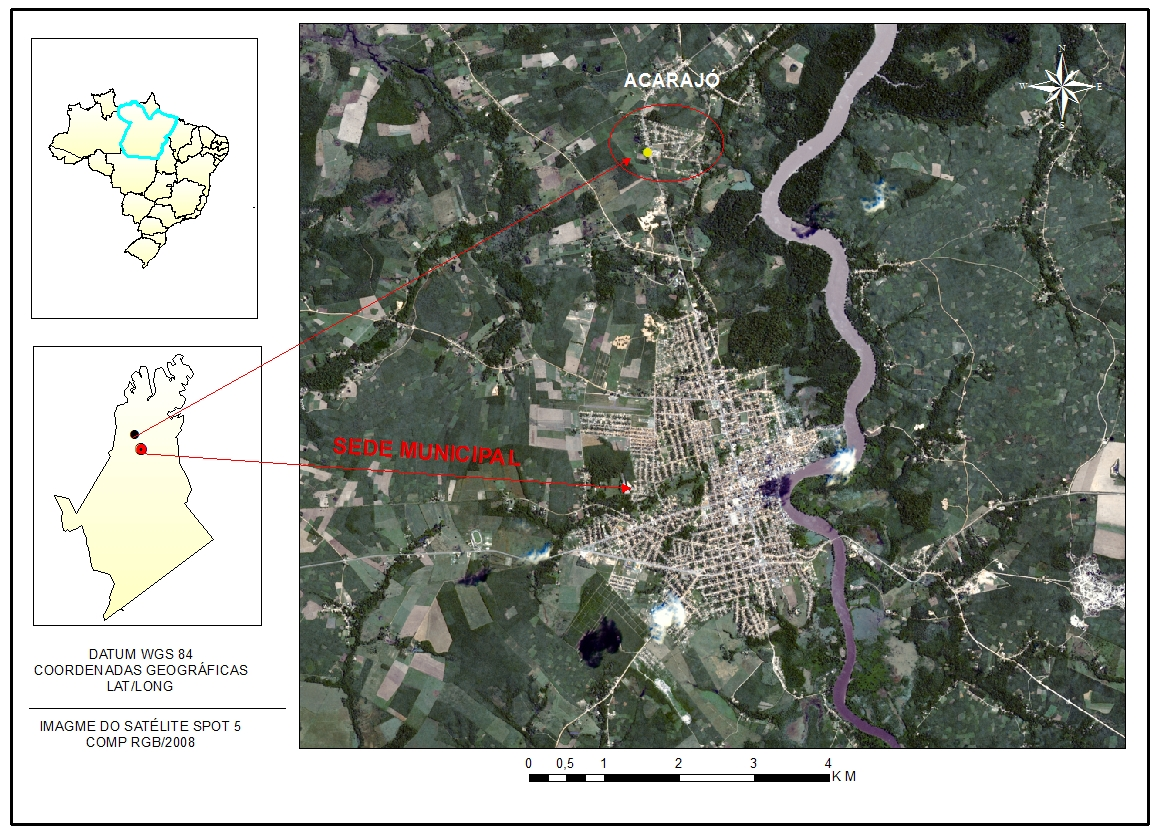 ACARAJÓ
N
W
E
S
SEDE MUNICIPAL
DATUM WGS 84
COORDENADAS GEOGRÁFICAS
LAT/LONG
IMAGME DO SATÉLITE SPOT 5
COMP RGB/2008
0 0,5 1 2 3 4
K M